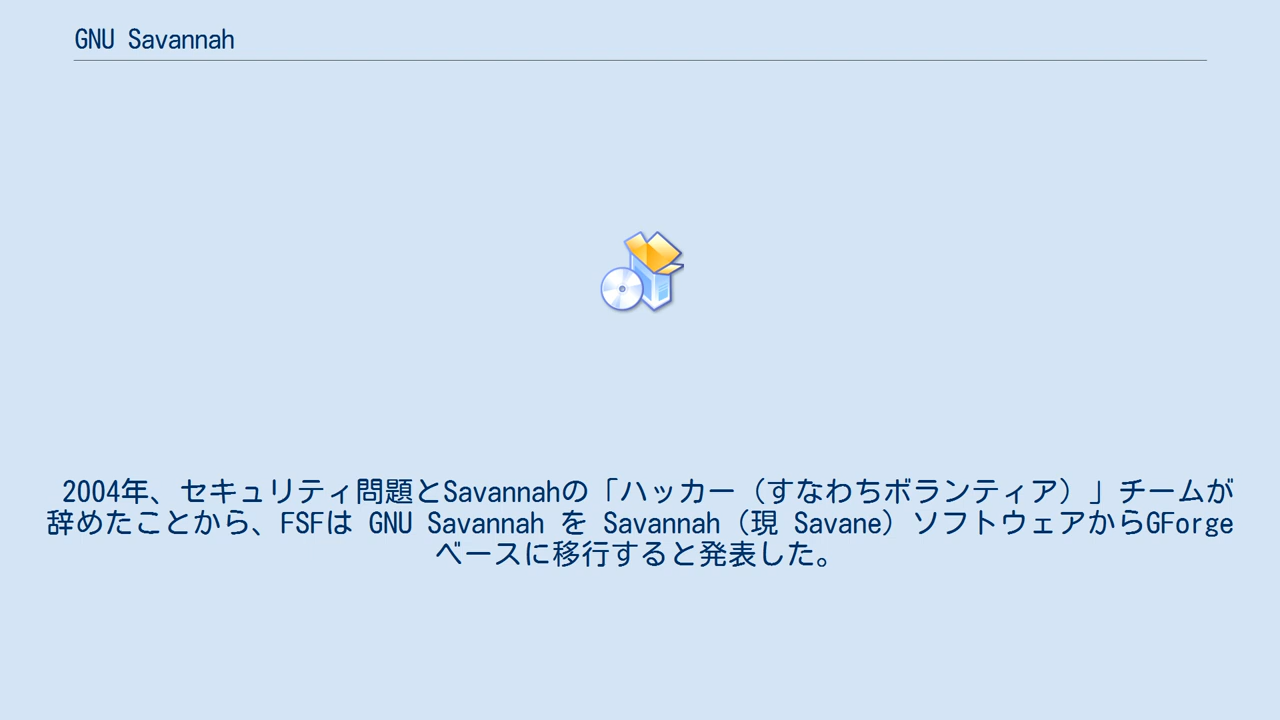 GNU Savannah
2004年、セキュリティ問題とSavannahの「ハッカー（すなわちボランティア）」チームが
辞めたことから、FSFは GNU Savannah を Savannah（現 Savane）ソフトウェアからGForge
ベースに移行すると発表した。